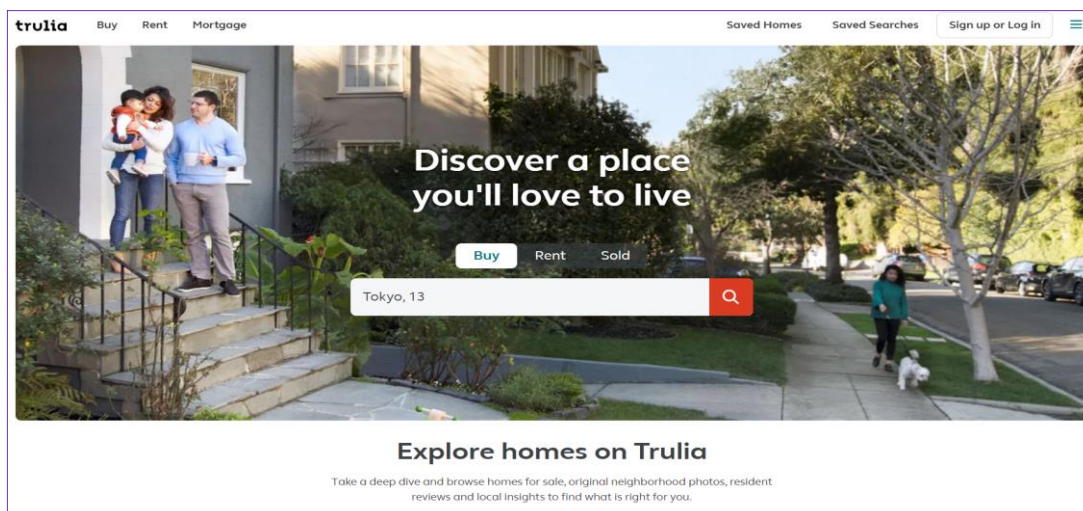 trulia Buy Rent Mortgage Saved Homes Saved Searches Sign up or Log in
Discover a place
you'll love to live
Buy Rent Sold
Tokyo, 13
Explore homes on Trulia
Take a deep dive and browse homes for sale, original neighborhood photos, resident
reviews and local insights to find what is right for you.